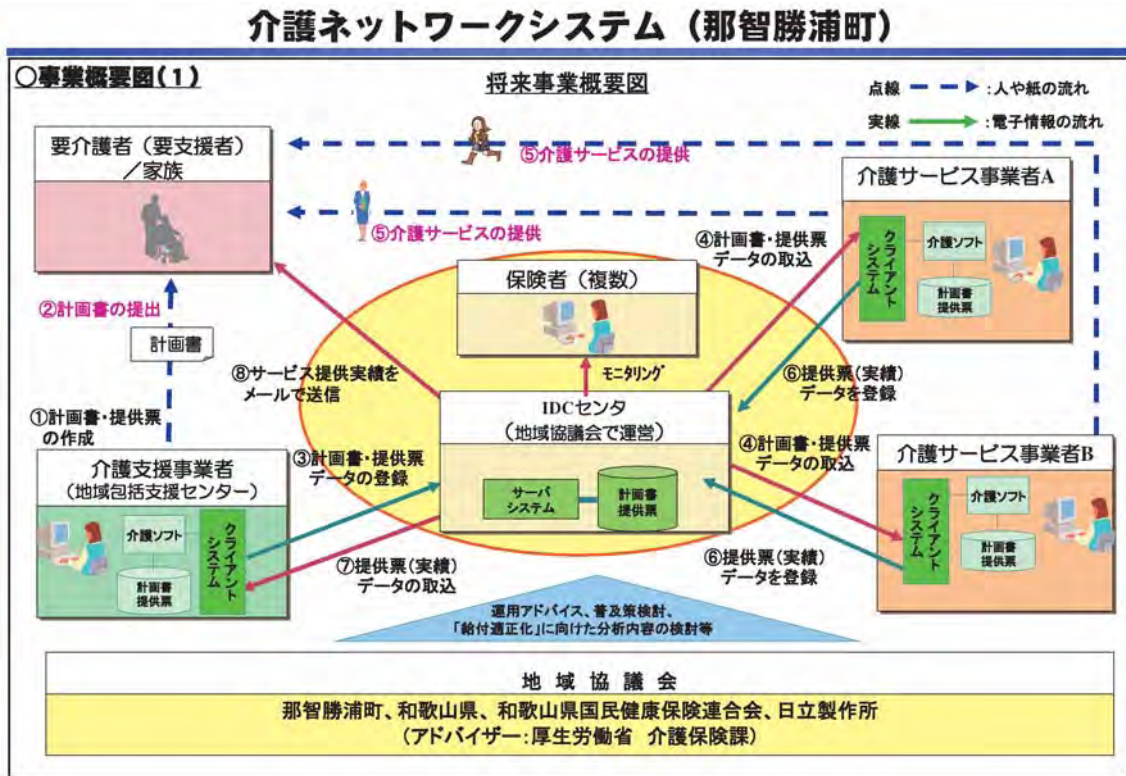 介護ネットワークシステム（那智勝浦町）
○事業概要図(1)
将来事業概要図
点線
:人や紙の流れ
実線
:電子情報の流れ
要介護者（要支援者）
／家族
⑤介護サービスの提供
⑤介護サービスの提供
介護サービス事業者A
クライアント
システム
介護ソフト
計画書
提供票
④計画書・提供票
データの取込
保険者（複数）
②計画書の提出
計画書
⑧サービス提供実績を
メールで送信
モニタリング
⑥提供票(実績)
データを登録
①計画書・提供票
の作成
IDCセンタ
（地域協議会で運営）
サーバ
システム
計画書
提供票
④計画書・提供票
データの取込
介護支援事業者
（地域包括支援センター）
③計画書・提供票
データの登録
介護ソフト
クライアント
システム
計画書
提供票
介護サービス事業者B
クライアント
システム
介護ソフト
計画書
提供票
⑦提供票(実績)
データの取込
⑥提供票(実績)
データを登録
運用アドバイス、普及策検討、
「給付適正化」に向けた分析内容の検討等
地 域 協 議 会
那智勝浦町、和歌山県、和歌山県国民健康保険連合会、日立製作所
（アドバイザー：厚生労働省 介護保険課）